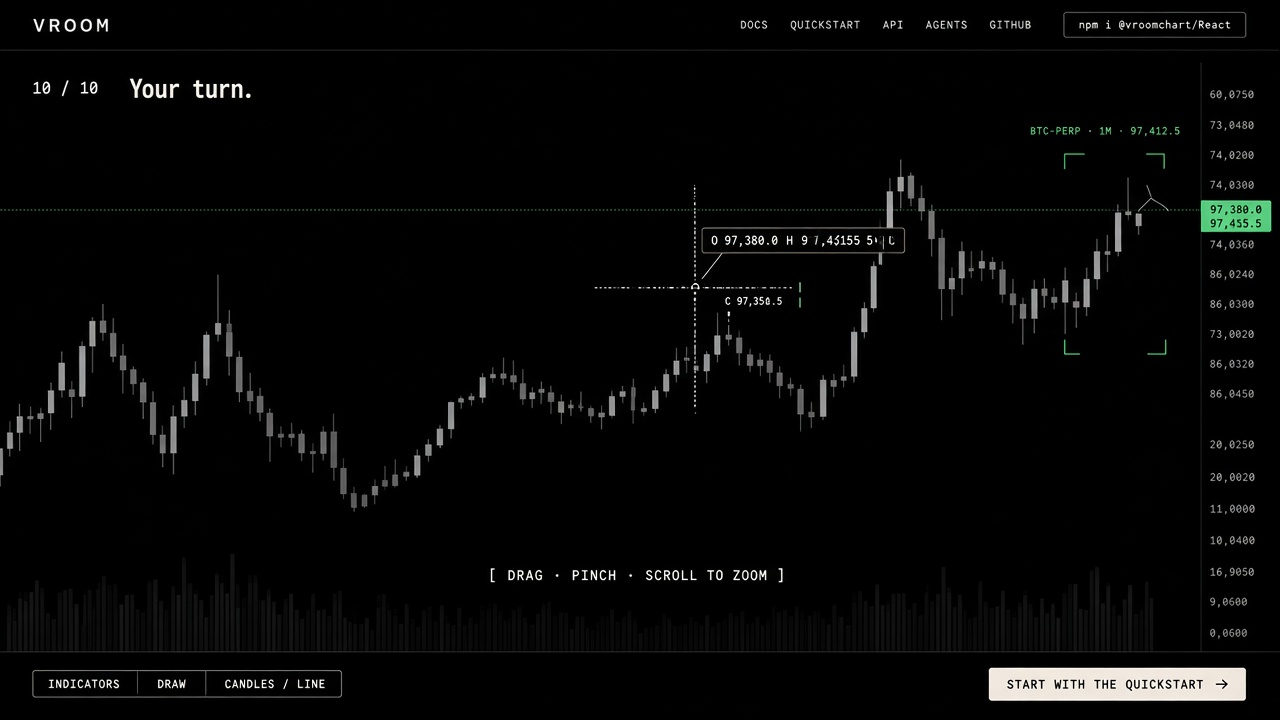 VROOM
DOCS QUICKSTART API AGENTS GITHUB
npm i @vroomchart/React
10 / 10 Your turn.
60,0750
BTC-PERP · 1M · 97,412.5
73,0480
74,0200
74,0300
97,380.0
97,455.5
O 97,380.0 H
74,0360
86,0240
C 97,350.5
86,0300
73,0020
86,0320
86,0450
20,0250
20,0020
11,0000
10,0400
[ DRAG · PINCH · SCROLL TO ZOOM ]
16,9050
9,0600
0,0600
INDICATORS
DRAW
CANDLES / LINE
START WITH THE QUICKSTART →